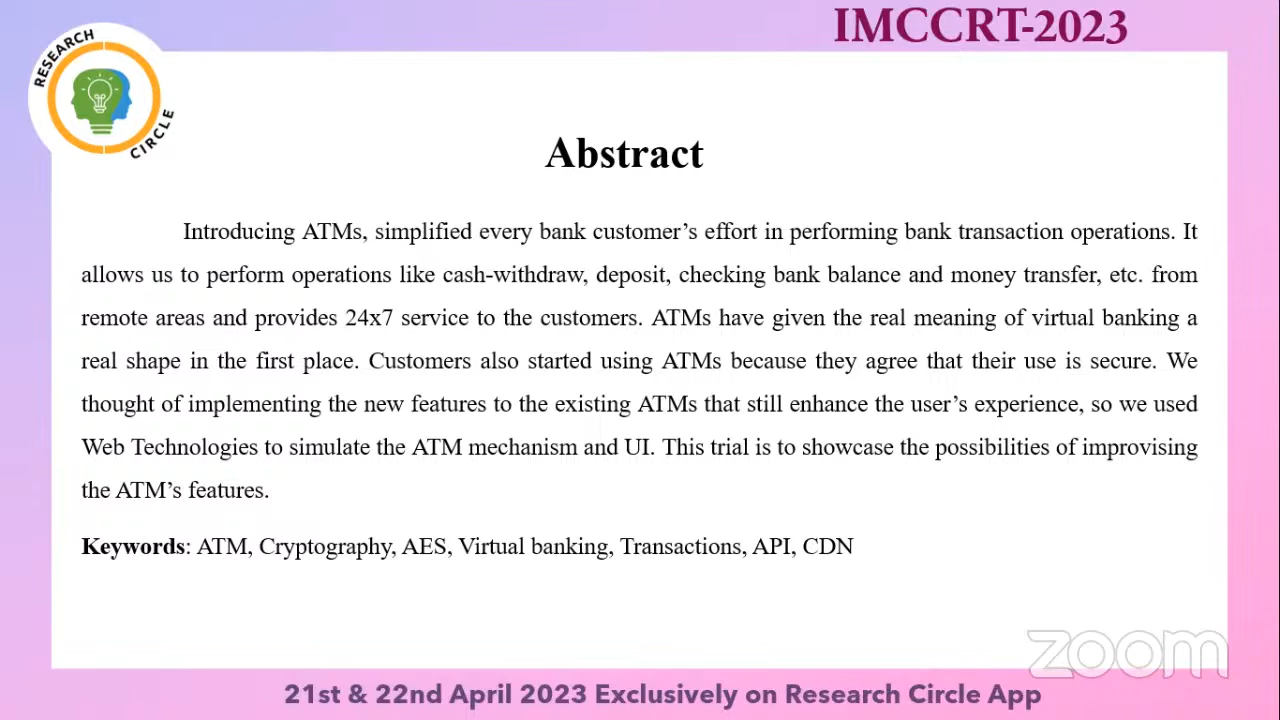 IMCCRT-2023
RESEARCH
CIRCLE
Abstract
Introducing ATMs, simplified every bank customer’s effort in performing bank transaction operations. It
allows us to perform operations like cash-withdraw, deposit, checking bank balance and money transfer, etc. from
remote areas and provides 24x7 service to the customers. ATMs have given the real meaning of virtual banking a
real shape in the first place. Customers also started using ATMs because they agree that their use is secure. We
thought of implementing the new features to the existing ATMs that still enhance the user’s experience, so we used
Web Technologies to simulate the ATM mechanism and UI. This trial is to showcase the possibilities of improvising
the ATM’s features.
Keywords: ATM, Cryptography, AES, Virtual banking, Transactions, API, CDN
zoom
21st & 22nd April 2023 Exclusively on Research Circle App